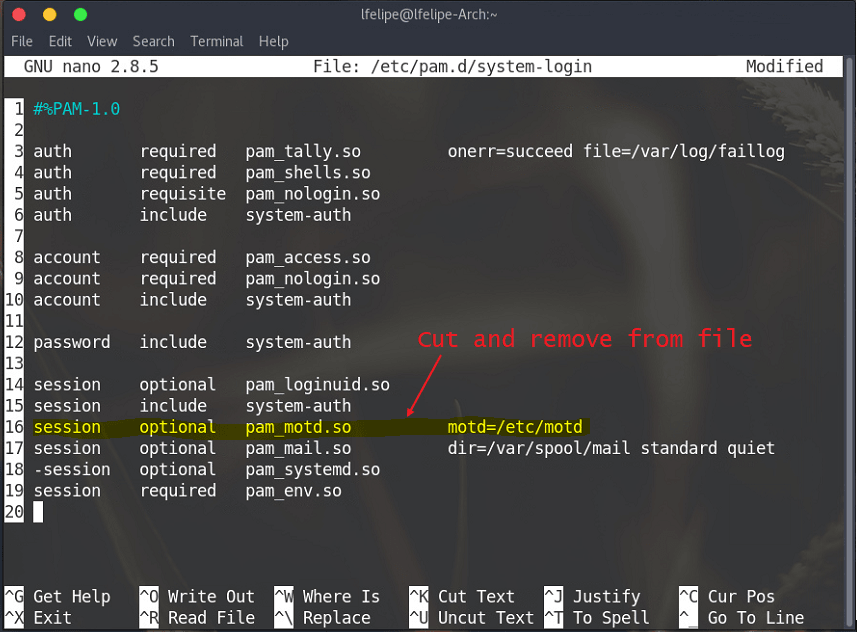 lfelipe@lfelipe-Arch:~
File Edit View Search Terminal Help
GNU nano 2.8.5 File: /etc/pam.d/system-login Modified
1 #%PAM-1.0
2
3 auth required pam_tally.so onerr=succeed file=/var/log/faillog
4 auth required pam_shells.so
5 auth requisite pam_nologin.so
6 auth include system-auth
7
8 account required pam_access.so
9 account required pam_nologin.so
10 account include system-auth
11
12 password include system-auth
Cut and remove from file
13
14 session optional pam_loginuid.so
15 session include system-auth
16 session optional pam_motd.so motd=/etc/motd
17 session optional pam_mail.so dir=/var/spool/mail standard quiet
18 -session optional pam_systemd.so
19 session required pam_env.so
20
^G Get Help ^O Write Out ^W Where Is ^K Cut Text ^J Justify ^C Cur Pos
^X Exit ^R Read File ^\ Replace ^U Uncut Text ^T To Spell ^_ Go To Line